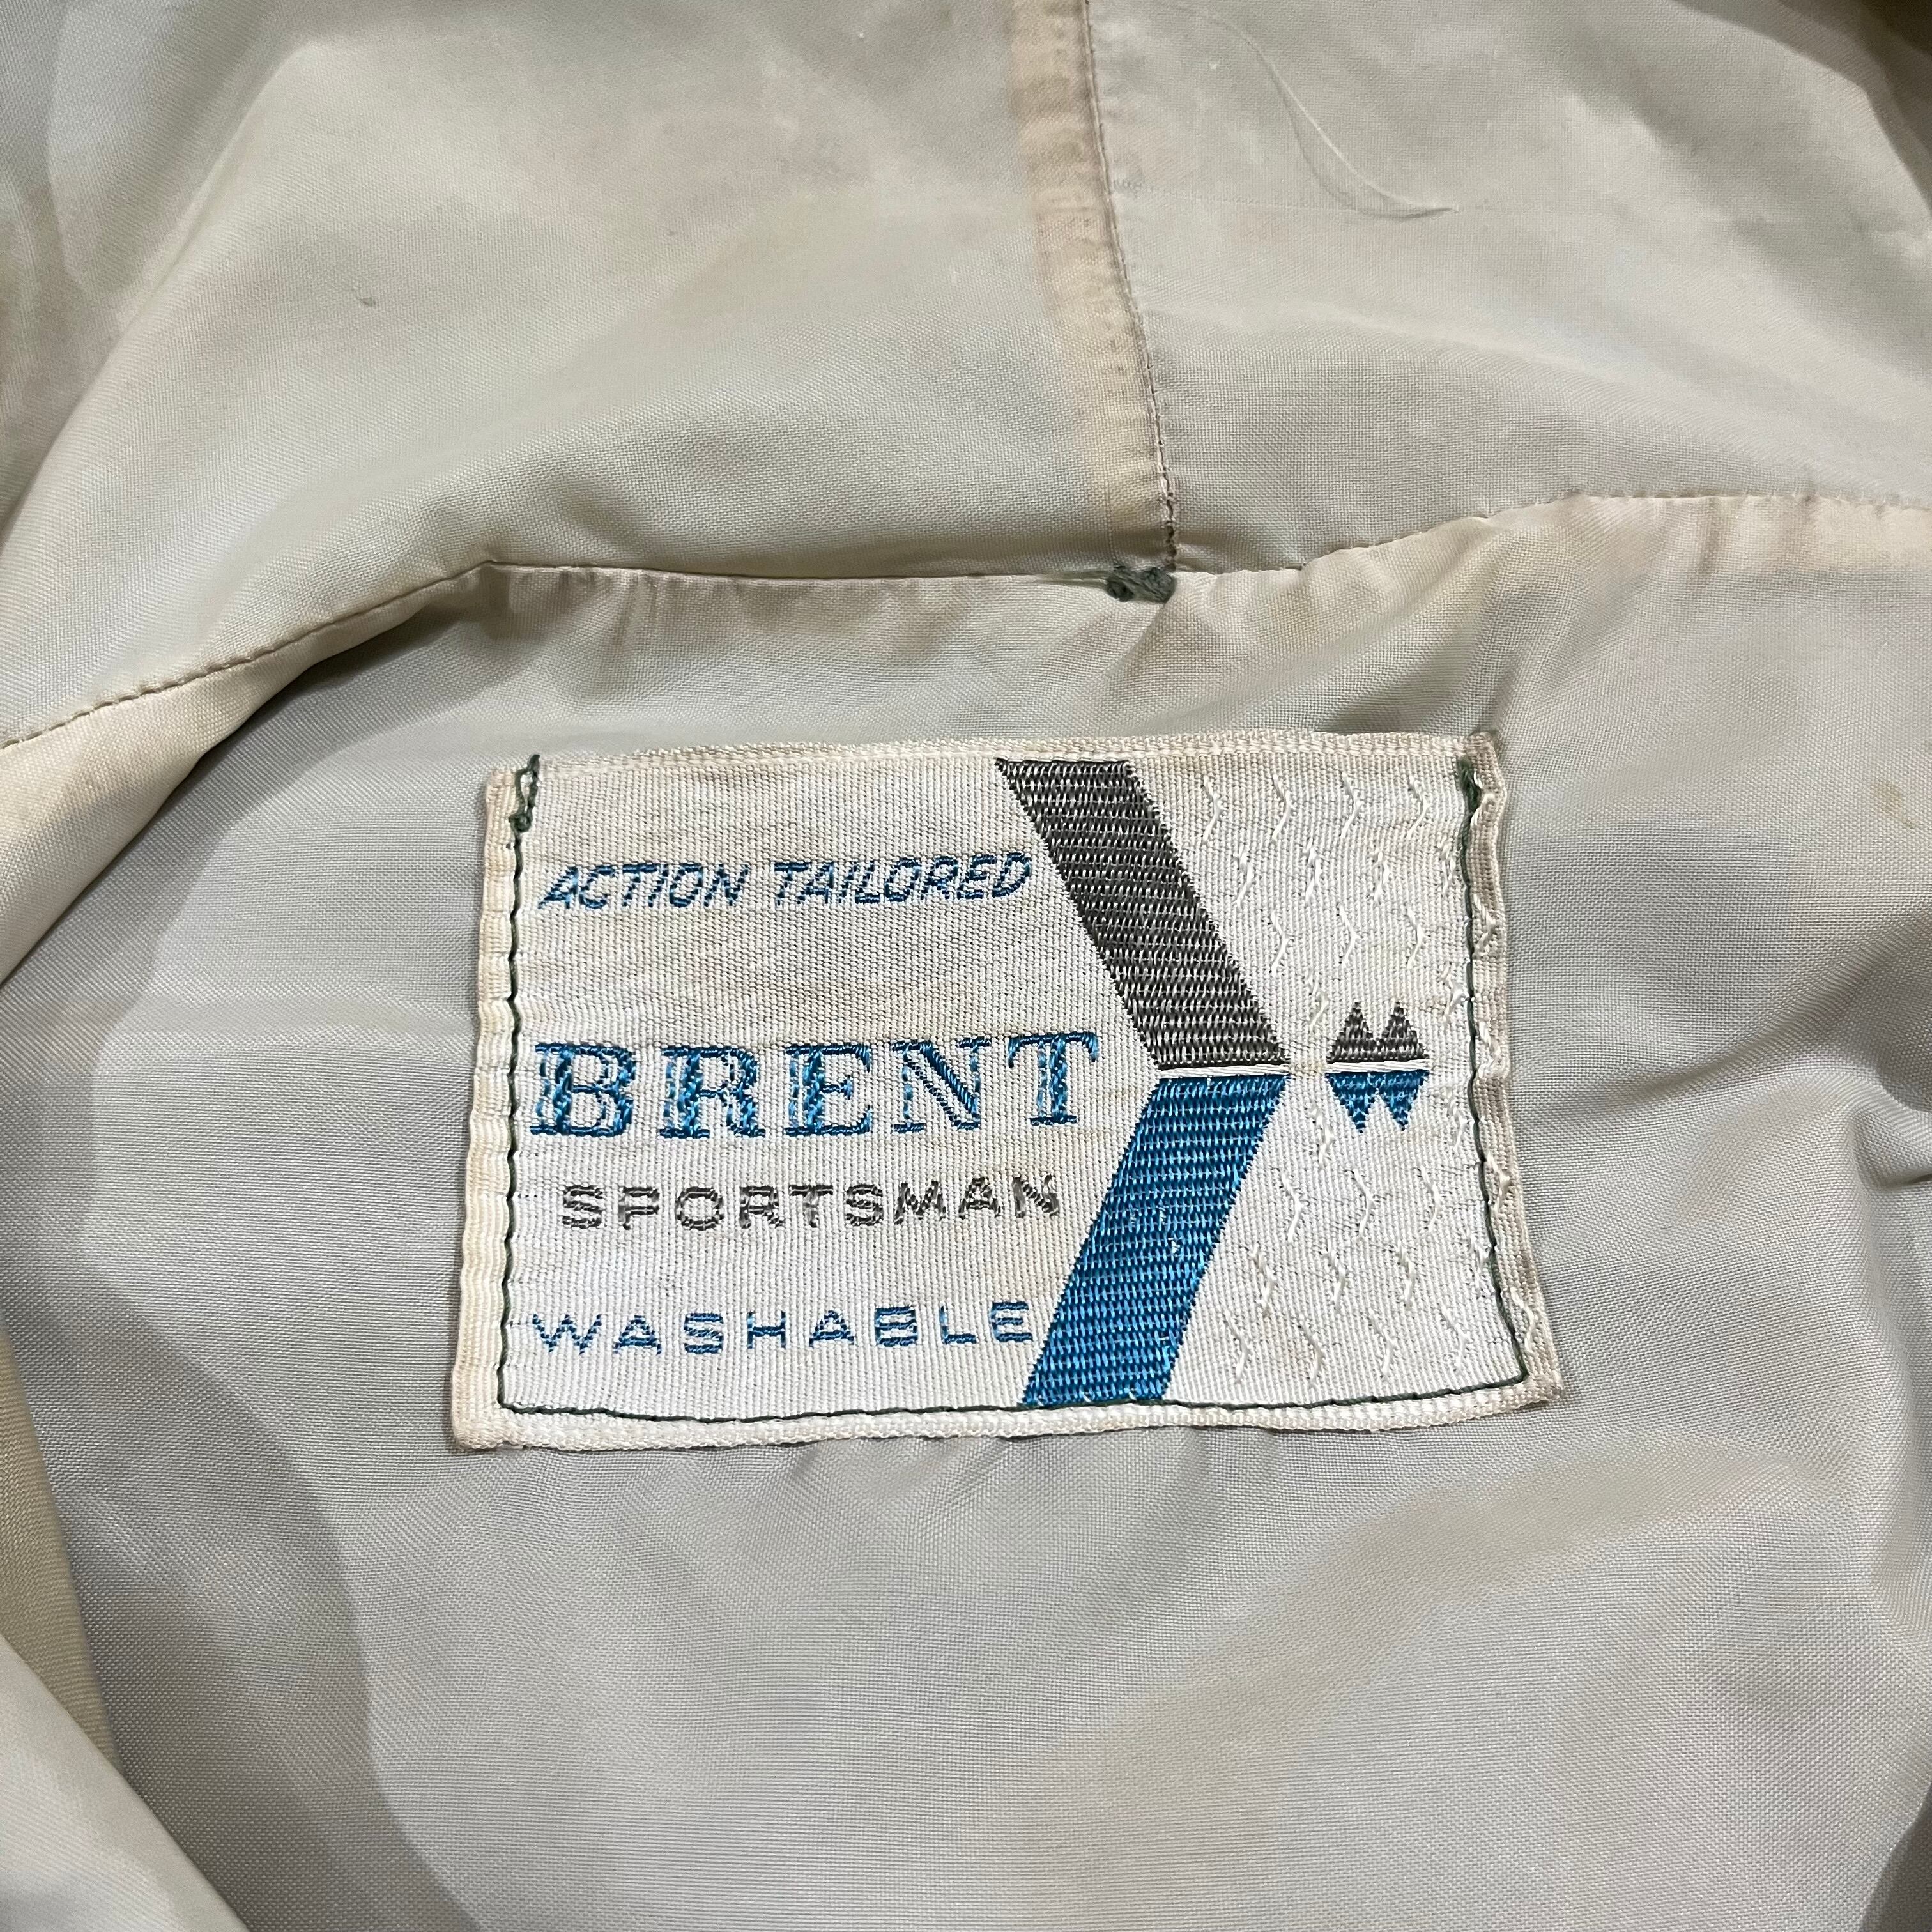 ACTION TAILORED
BRENT
SPORTSMAN
WASHABLE